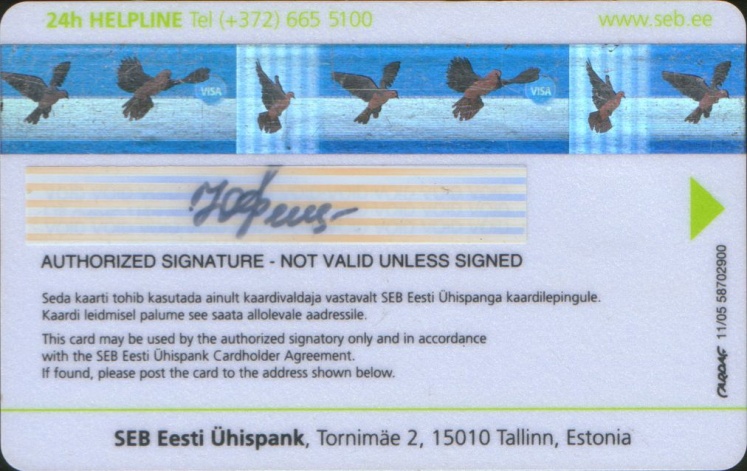 24h HELPLINE Tel (+372) 665 5100
www.seb.ee
VISA
VISA
AUTHORIZED SIGNATURE - NOT VALID UNLESS SIGNED
Seda kaarti tohib kasutada ainult kaardivaldaja vastavalt SEB Eesti Ühispanga kaardilepingule.
Kaardi leidmisel palume see saata allolevale aadressile.
This card may be used by the authorized signatory only and in accordance
with the SEB Eesti Ühispank Cardholder Agreement.
If found, please post the card to the address shown below.
11/05 58702900
SEB Eesti Ühispank, Tornimäe 2, 15010 Tallinn, Estonia